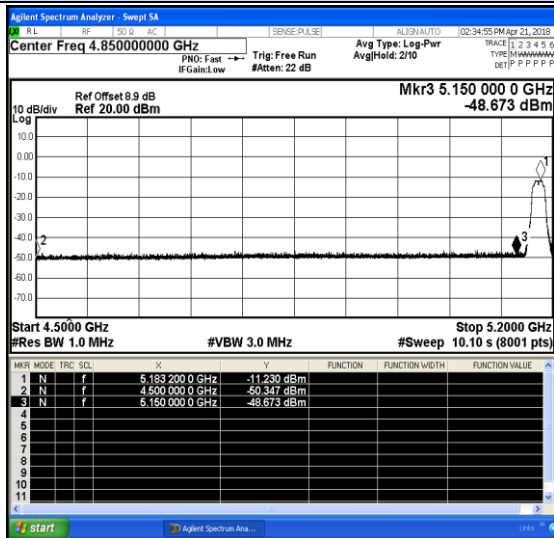 Agilent Spectrum Analyzer - Swept SA
RL RF 50 Ω AC SENSE:PULSE ALIGNAUTO 02:34:55 PM Apr 21, 2018
Center Freq 4.850000000 GHz Avg Type: Log-Pwr TRACE 1 2 3 4 5 6
PNO: Fast Trig: Free Run Avg|Hold: 2/10 TYPE M
IFGain:Low #Atten: 22 dB DET P P P P P P
Mkr3 5.150 000 0 GHz
Ref Offset 8.9 dB
10 dB/div Ref 20.00 dBm -48.673 dBm
Log
10.0
0.00
-10.0
-20.0
-30.0
-40.0
-50.0
-60.0
-70.0
1
2
3
Start 4.5000 GHz Stop 5.2000 GHz
#Res BW 1.0 MHz #VBW 3.0 MHz #Sweep 10.10 s (8001 pts)
MKR MODE TRC SCL X Y FUNCTION FUNCTION WIDTH FUNCTION VALUE
1 N f 5.183 200 0 GHz -11.230 dBm
2 N f 4.500 000 0 GHz -50.347 dBm
3 N f 5.150 000 0 GHz -48.673 dBm
4
5
6
7
8
9
10
11
start Agilent Spectrum Ana... Links »